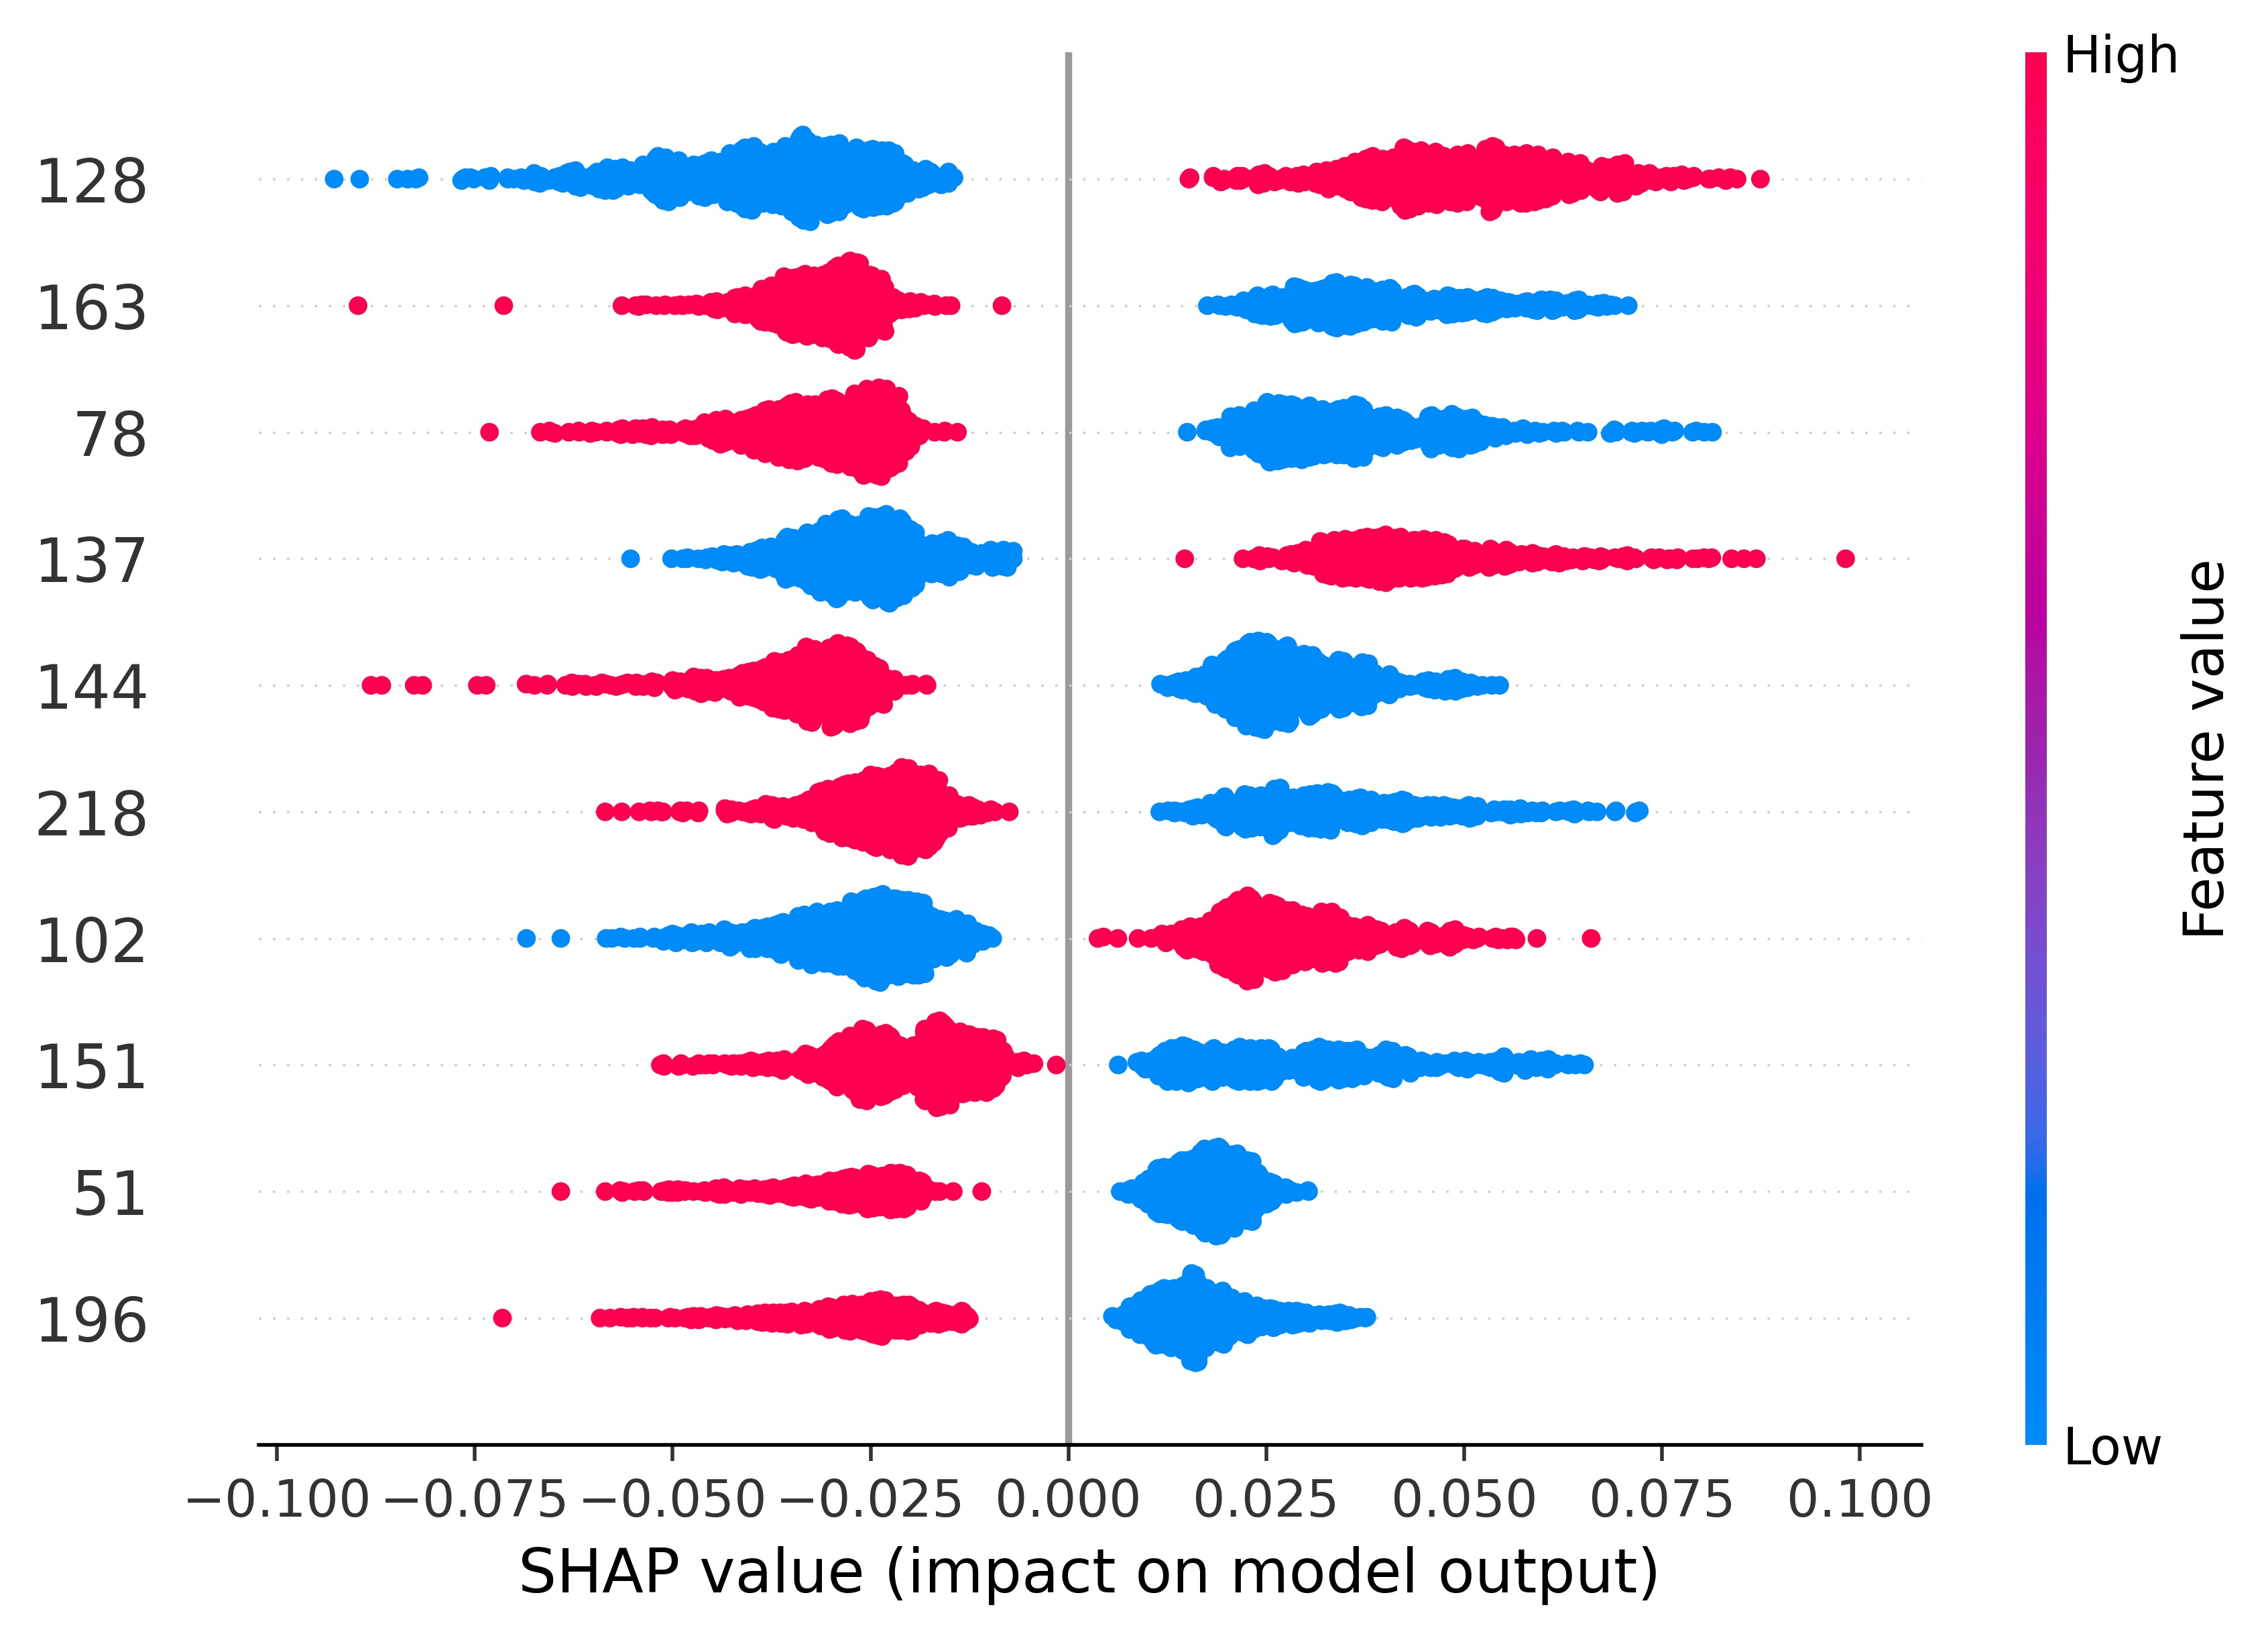 High
128
163
78
137
144
218
102
151
51
196
Feature value
Low
−0.100 −0.075 −0.050 −0.025 0.000 0.025 0.050 0.075 0.100
SHAP value (impact on model output)